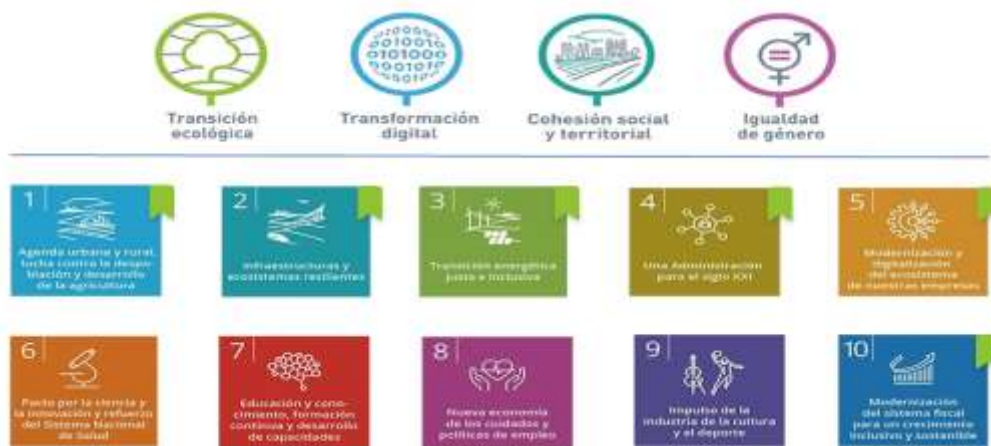 010010
0101000
001010
Transición
ecológica
Transformación
digital
Cohesión social
y territorial
Igualdad
de género
1
Agenda urbana y rural,
lucha contra la despo-
blación y desarrollo
de la agricultura
2
Infraestructuras y
ecosistemas resilientes
3
Transición energética
justa e inclusiva
4
Una Administración
para el siglo XXI
5
Modernización y
digitalización
del ecosistema
de nuestras empresas
6
Pacto por la ciencia y
la innovación y refuerzo
del Sistema Nacional
de Salud
7
Educación y cono-
cimiento, formación
continua y desarrollo
de capacidades
8
Nueva economía
de los cuidados y
políticas de empleo
9
Impulso de la
industria de la cultura
y el deporte
10
Modernización
del sistema fiscal
para un crecimiento
inclusivo y sostenible